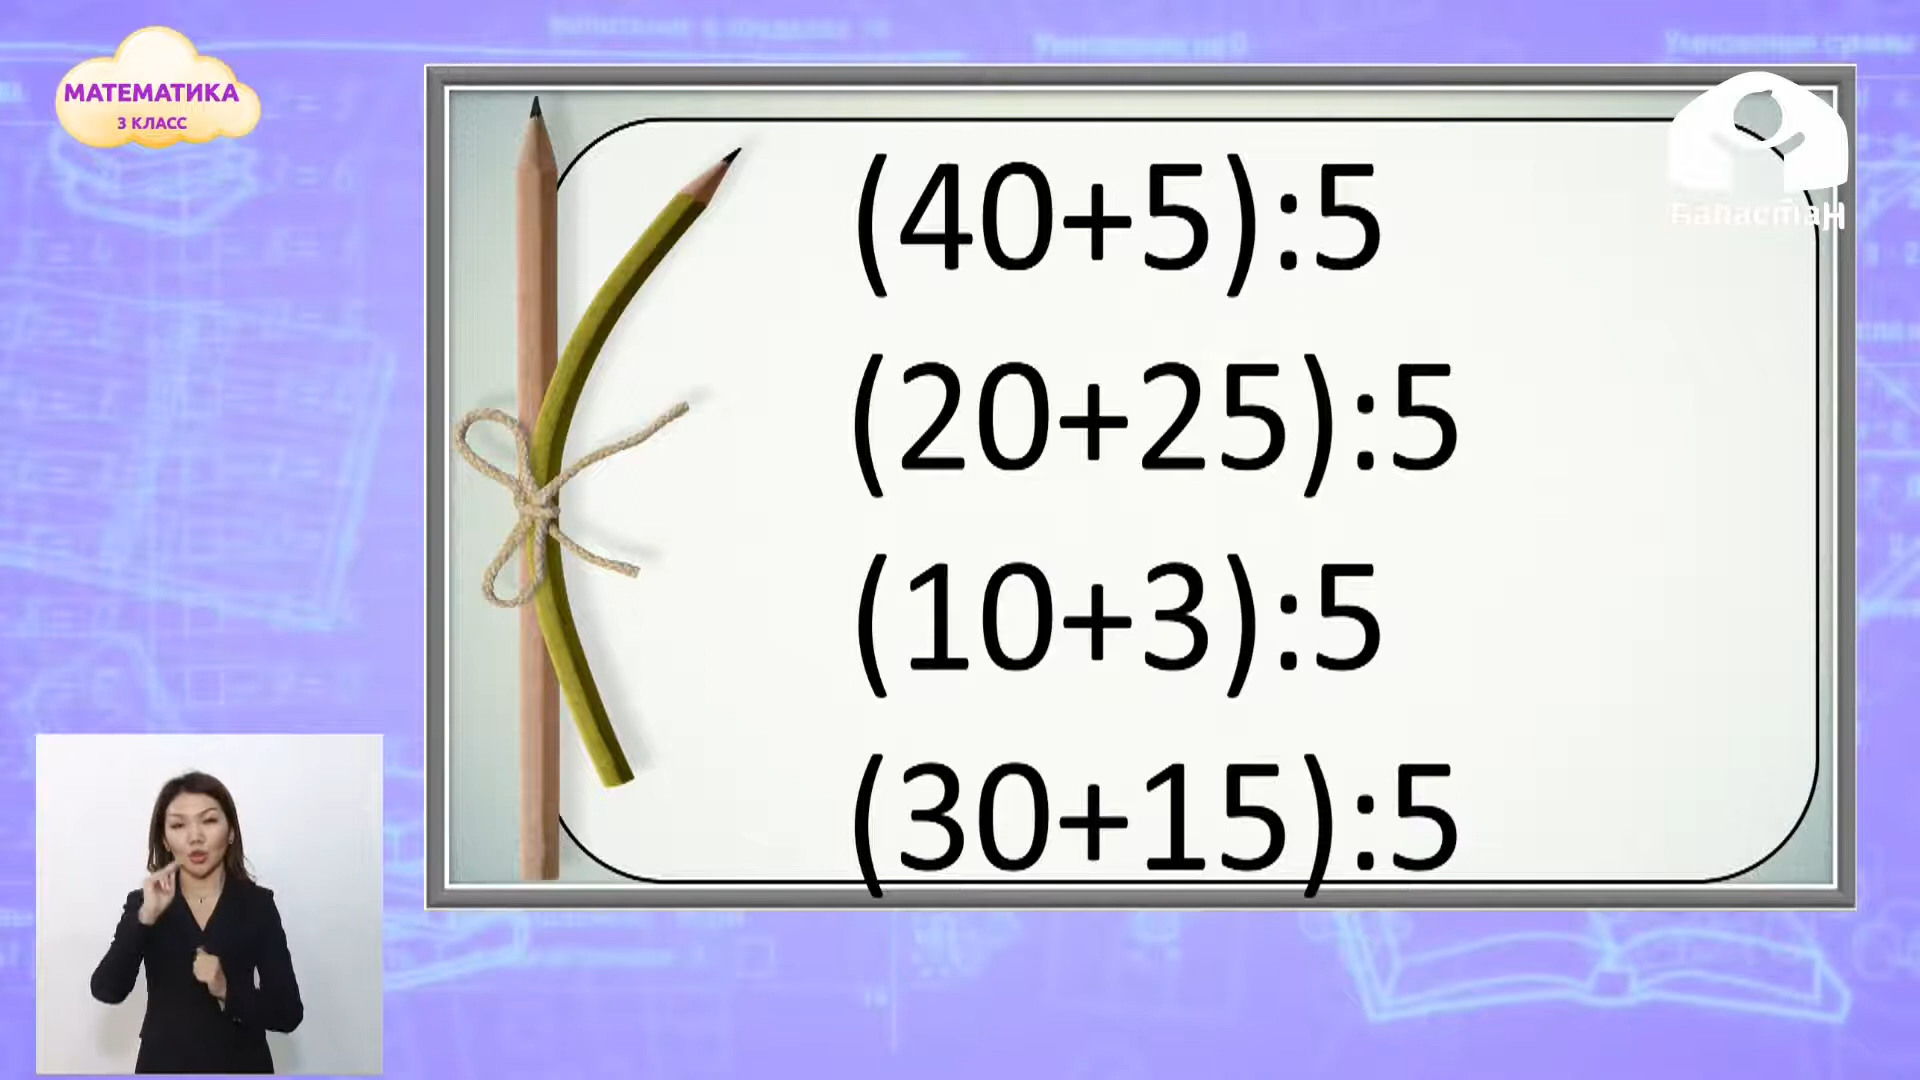 МАТЕМАТИКА
3 КЛАСС
Баластан
(40+5):5
(20+25):5
(10+3):5
(30+15):5